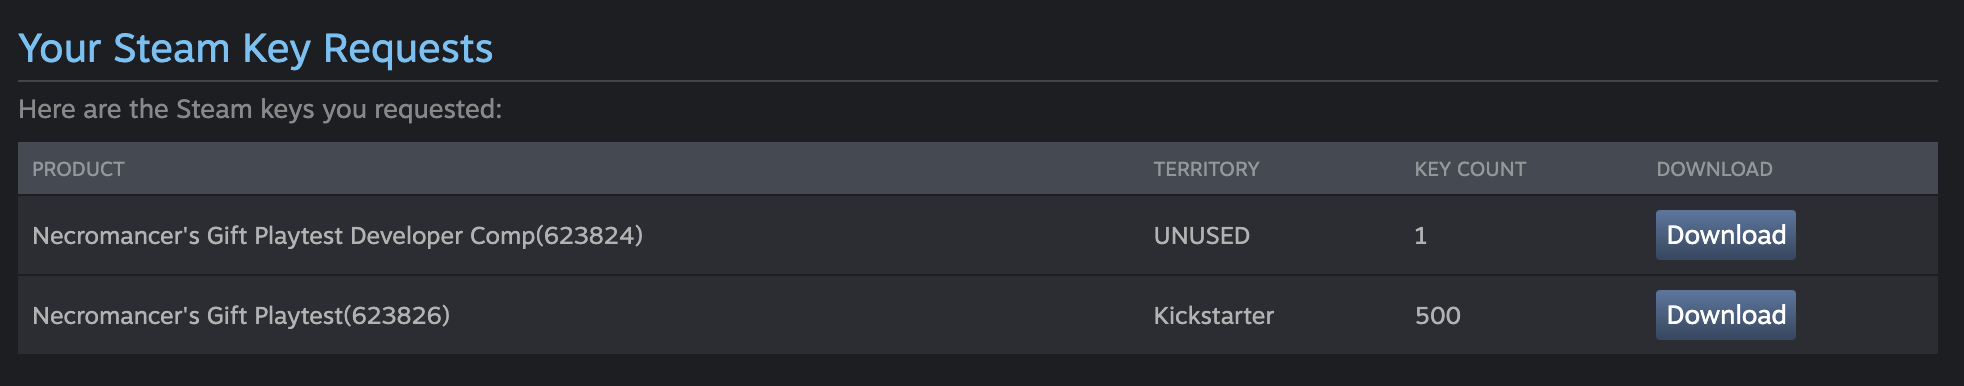 Your Steam Key Requests
Here are the Steam keys you requested:
PRODUCT TERRITORY KEY COUNT DOWNLOAD
Necromancer's Gift Playtest Developer Comp(623824) UNUSED 1 Download
Necromancer's Gift Playtest(623826) Kickstarter 500 Download